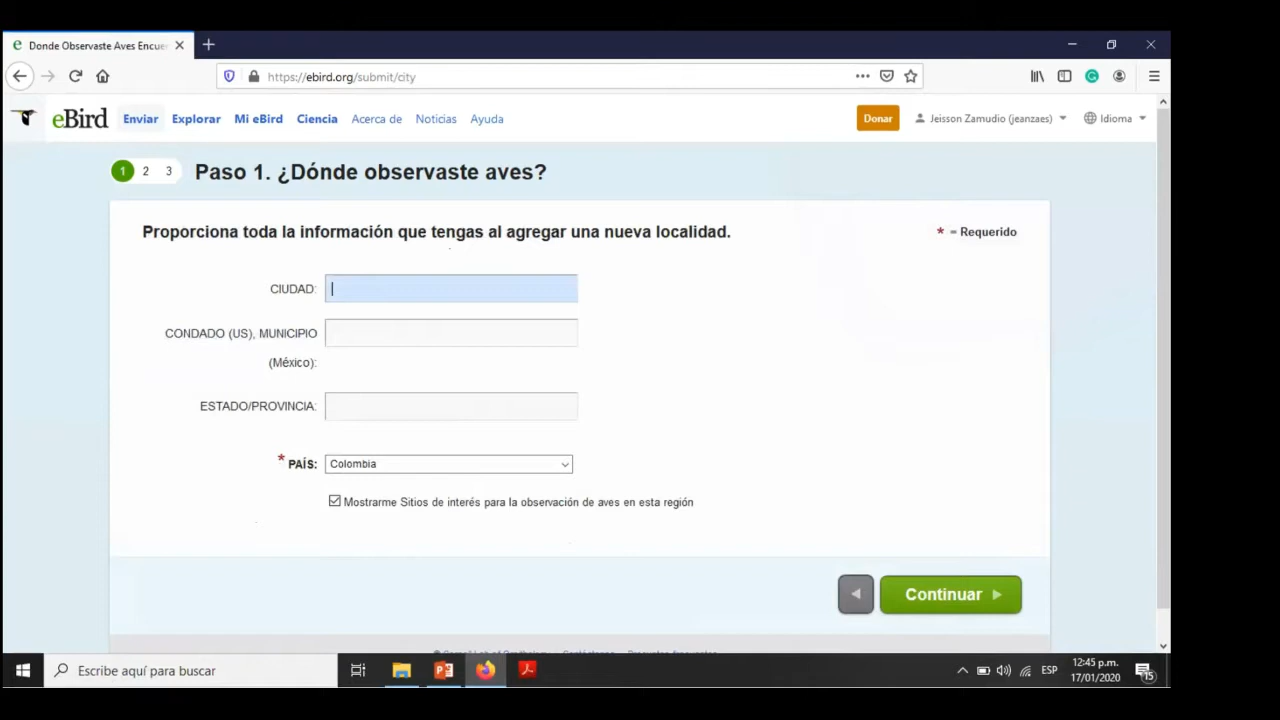 Donde Observaste Aves Encuer
https://ebird.org/submit/city
eBird Enviar Explorar Mi eBird Ciencia Acerca de Noticias Ayuda Donar Jeisson Zamudio (jeanzaes) Idioma
1 2 3 Paso 1. ¿Dónde observaste aves?
Proporciona toda la información que tengas al agregar una nueva localidad. * = Requerido
CIUDAD:
CONDADO (US), MUNICIPIO
(México):
ESTADO/PROVINCIA:
* PAÍS: Colombia
Mostrarme Sitios de interés para la observación de aves en esta región
Continuar
Escribe aquí para buscar
ESP
12:45 p.m.
17/01/2020
15